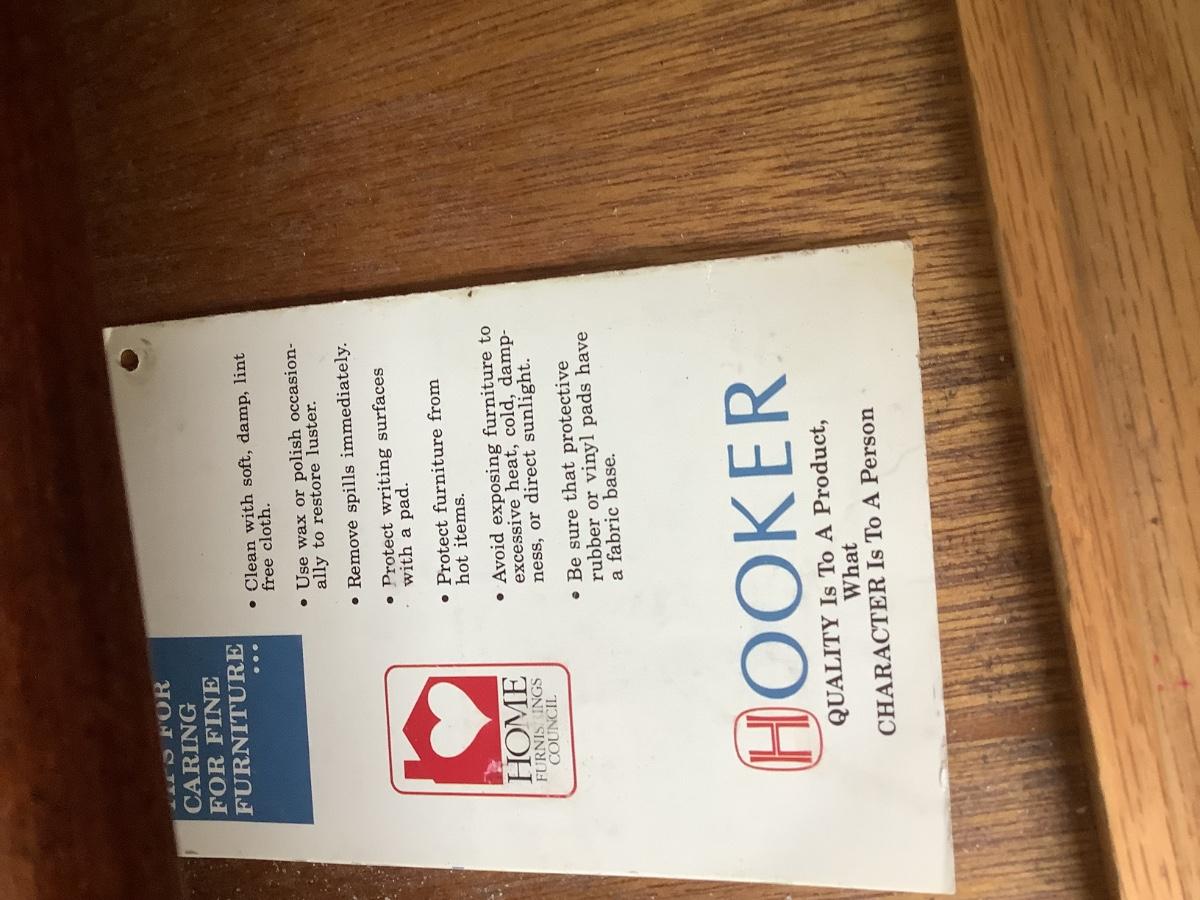 FOR
CARING
FOR FINE
FURNITURE
...
• Clean with soft, damp, lint
free cloth.
• Use wax or polish occasion-
ally to restore luster.
• Remove spills immediately.
• Protect writing surfaces
with a pad.
• Protect furniture from
hot items.
• Avoid exposing furniture to
excessive heat, cold, damp-
ness, or direct sunlight.
• Be sure that protective
rubber or vinyl pads have
a fabric base.
HOME
FURNISHINGS
COUNCIL
HOOKER
QUALITY Is To A Product,
What
CHARACTER Is To A Person